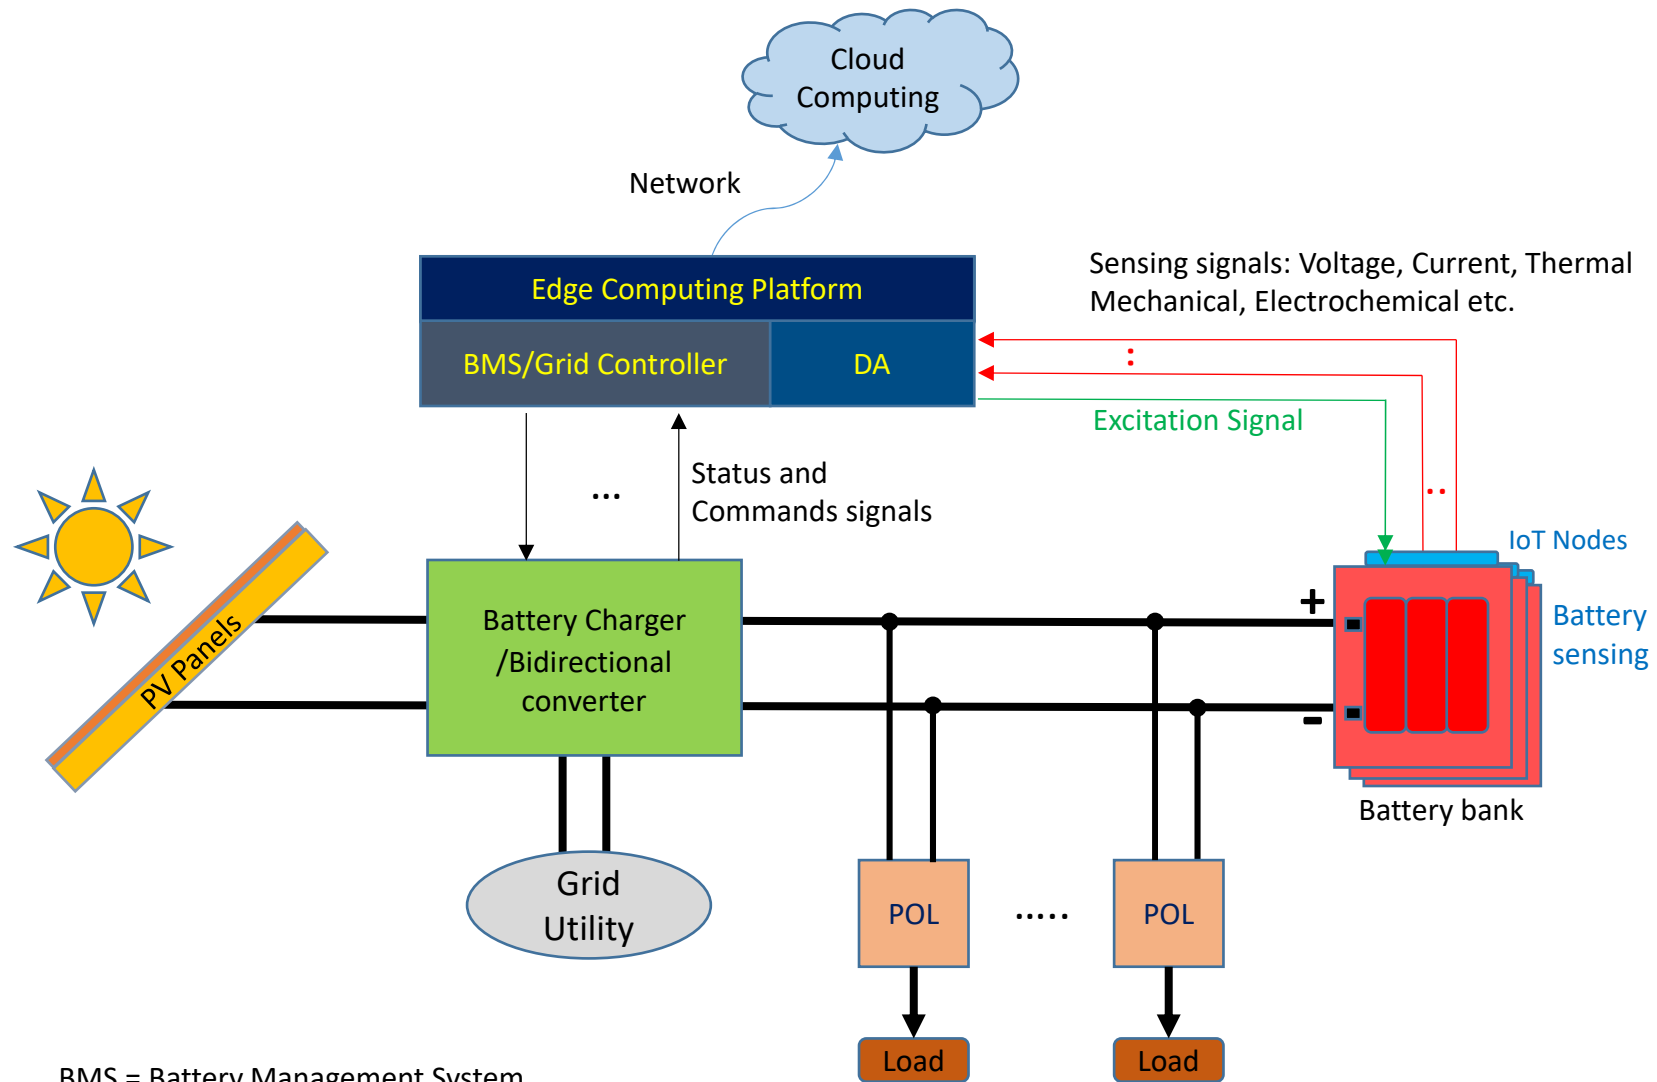 Cloud
Computing
Network
Edge Computing Platform
BMS/Grid Controller
DA
Sensing signals: Voltage, Current, Thermal
Mechanical, Electrochemical etc.
:
Excitation Signal
...
Status and
Commands signals
..
IoT Nodes
Battery
sensing
PV Panels
Battery Charger
/Bidirectional
converter
+
-
Battery bank
Grid
Utility
POL
.....
POL
Load
Load
BMS = Battery Management System